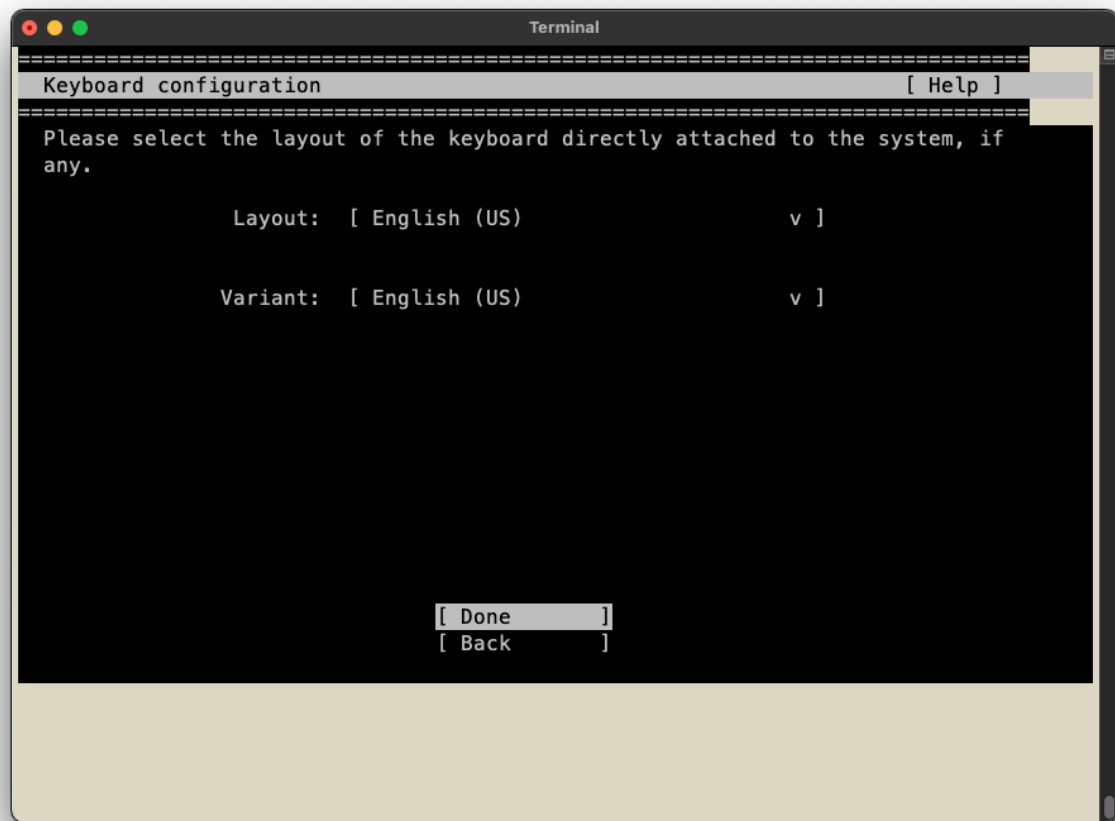 Terminal
================================================================================
Keyboard configuration [ Help ]
================================================================================
Please select the layout of the keyboard directly attached to the system, if
any.
Layout: [ English (US) v ]
Variant: [ English (US) v ]
[ Done ]
[ Back ]